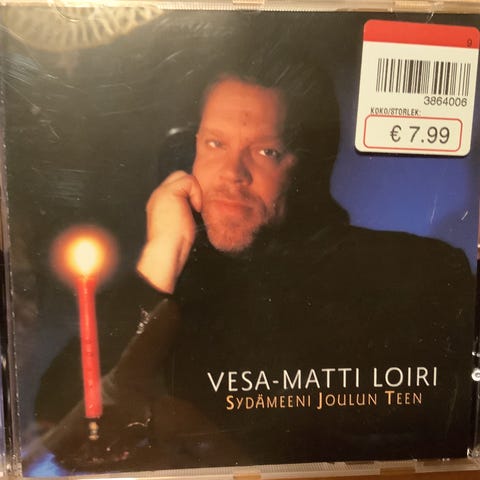 9
3864006
KOKO/STORLEK:
€ 7.99
VESA-MATTI LOIRI
SYDÄMEENI JOULUN TEEN